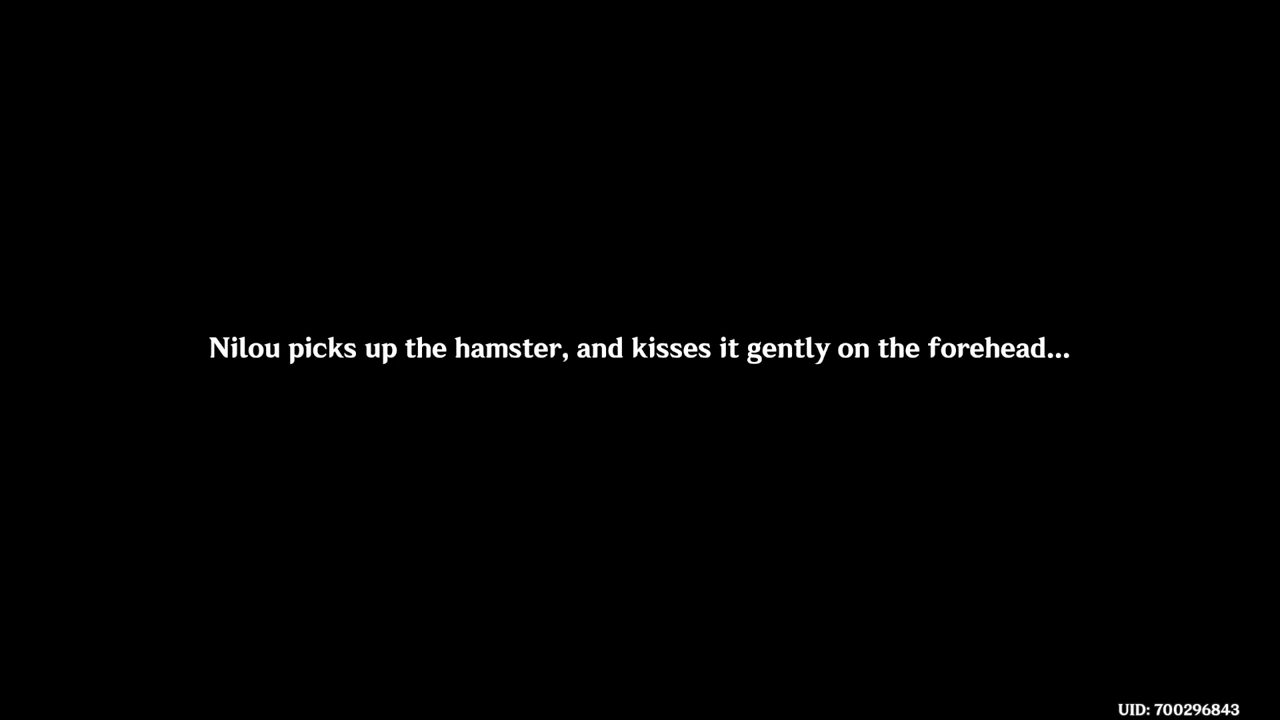 Nilou picks up the hamster, and kisses it gently on the forehead...
UID: 700296843